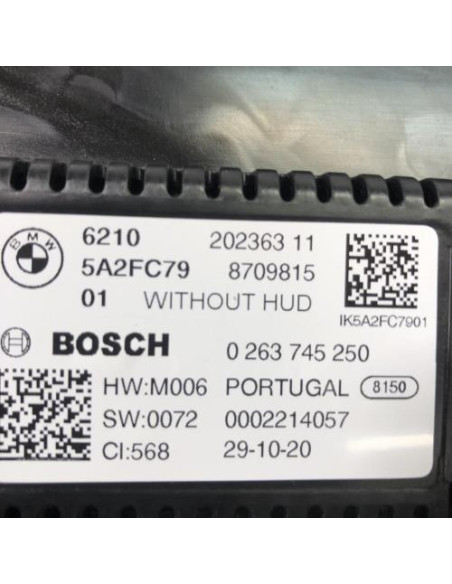 BMW
6210 202363 11
5A2FC79 8709815
01 WITHOUT HUD
IK5A2FC7901
BOSCH 0 263 745 250
HW:M006 PORTUGAL 8150
SW:0072 0002214057
CI:568 29-10-20